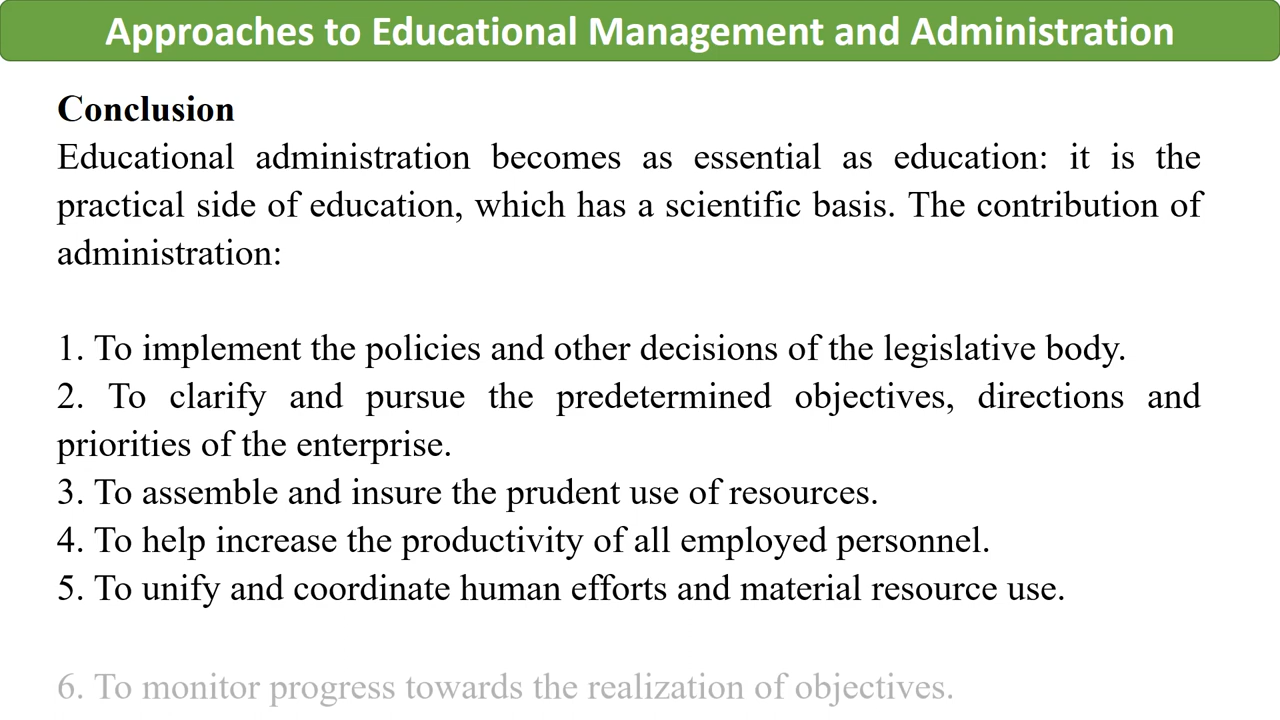 Approaches to Educational Management and Administration
Conclusion
Educational administration becomes as essential as education: it is the
practical side of education, which has a scientific basis. The contribution of
administration:
1. To implement the policies and other decisions of the legislative body.
2. To clarify and pursue the predetermined objectives, directions and
priorities of the enterprise.
3. To assemble and insure the prudent use of resources.
4. To help increase the productivity of all employed personnel.
5. To unify and coordinate human efforts and material resource use.
6. To monitor progress towards the realization of objectives.